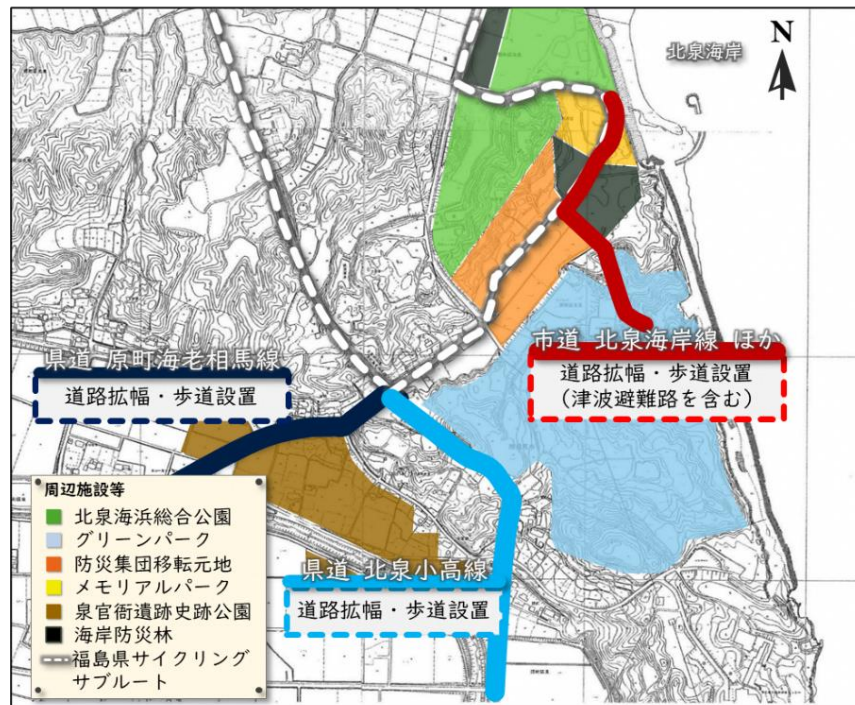 北泉海岸
N
県道 原町海老相馬線
道路拡幅・歩道設置
市道 北泉海岸線 ほか
道路拡幅・歩道設置
（津波避難路を含む）
県道 北泉小高線
道路拡幅・歩道設置
周辺施設等
北泉海浜総合公園
グリーンパーク
防災集団移転元地
メモリアルパーク
泉官衙遺跡史跡公園
海岸防災林
福島県サイクリング
サブルート